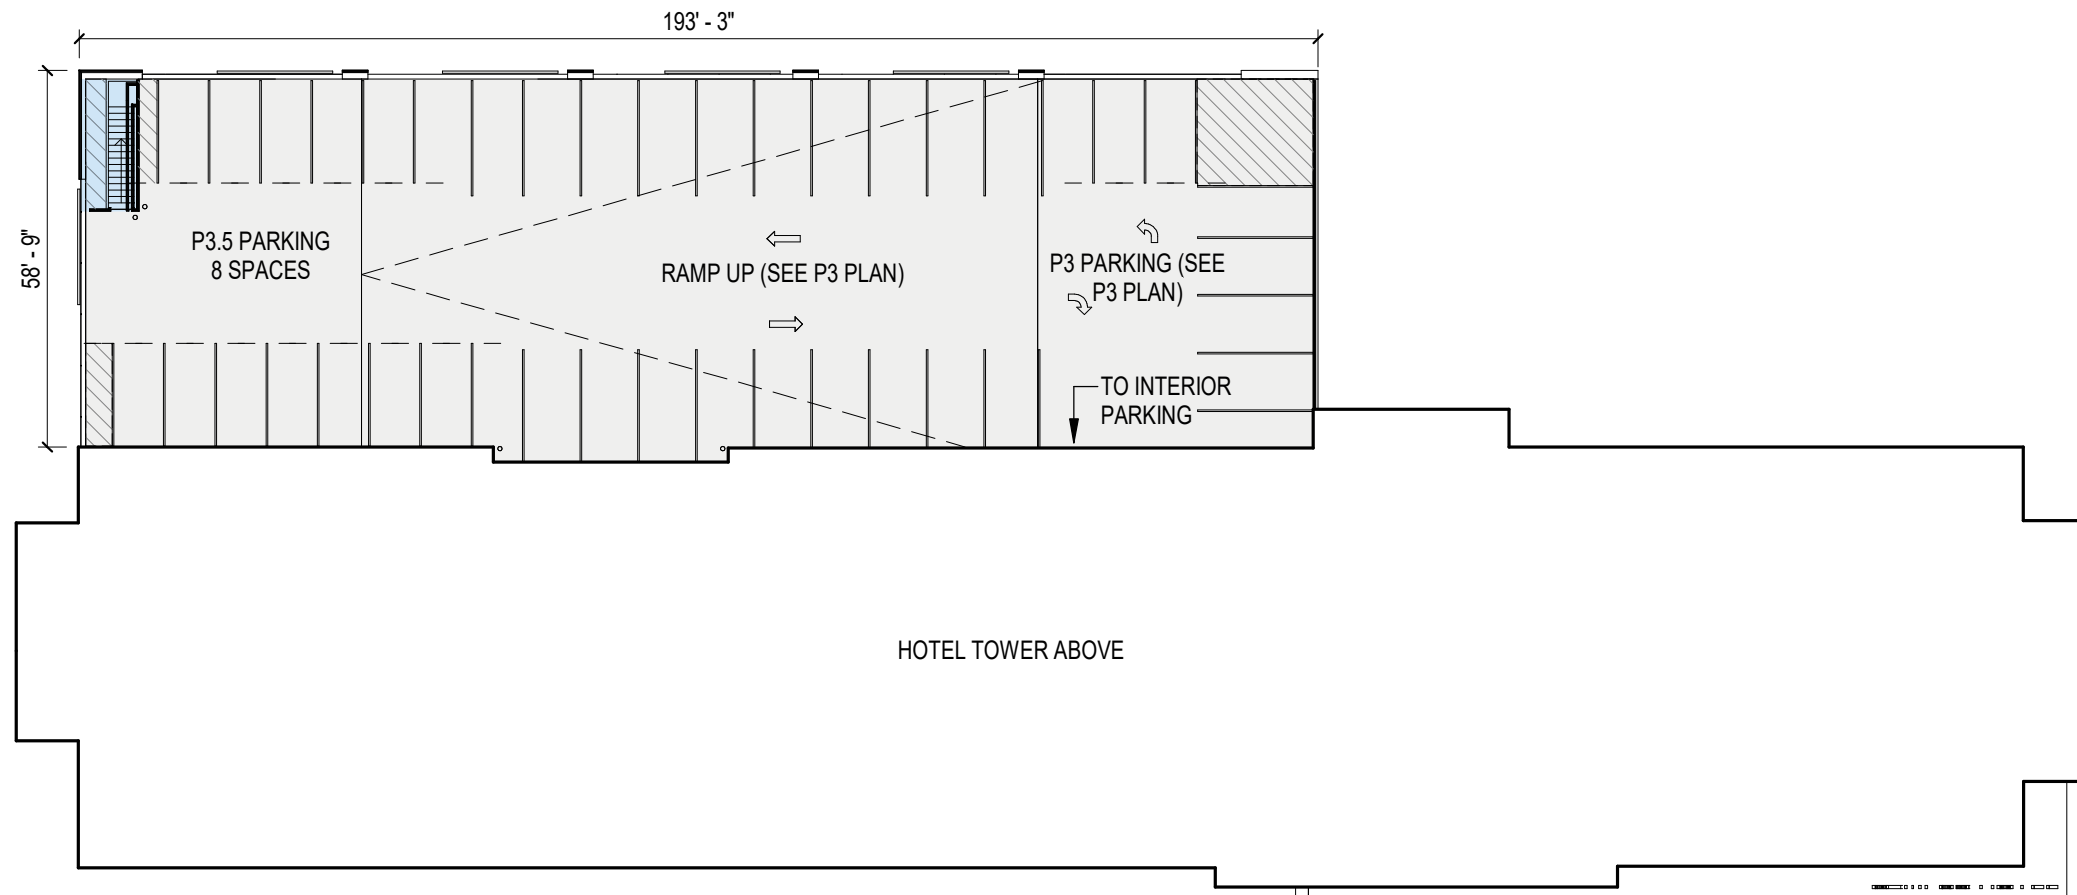 193' - 3"
58' - 9"
P3.5 PARKING
8 SPACES
RAMP UP (SEE P3 PLAN)
P3 PARKING (SEE
P3 PLAN)
TO INTERIOR
PARKING
HOTEL TOWER ABOVE